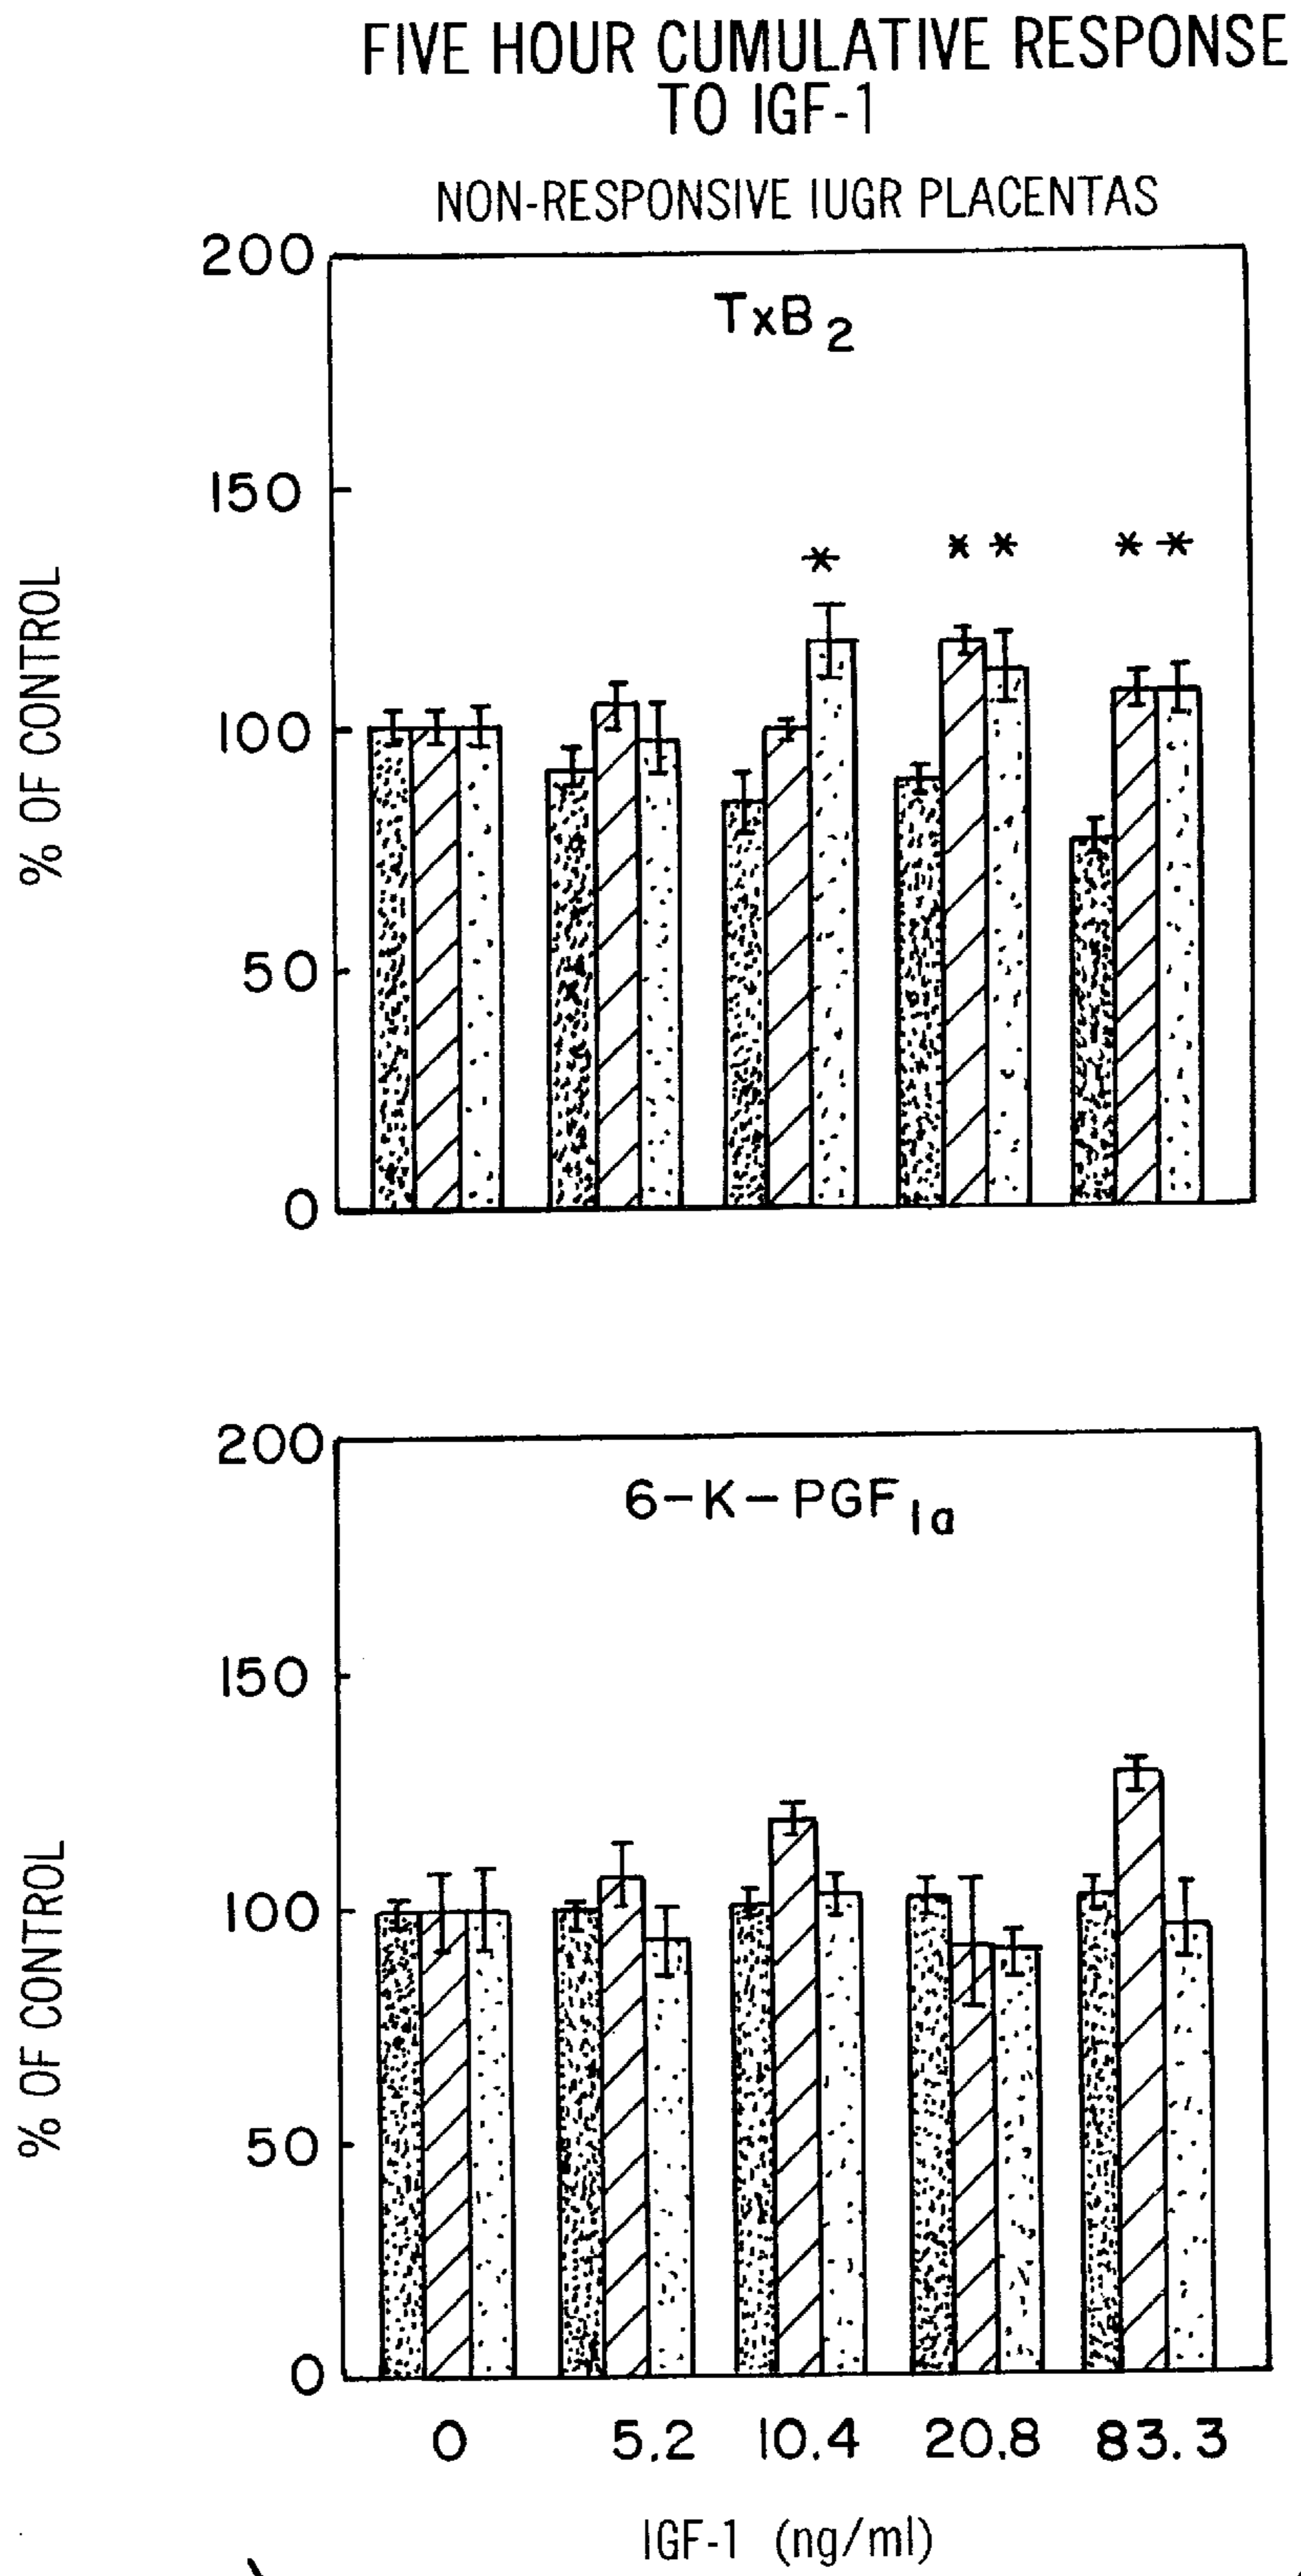 FIVE HOUR CUMULATIVE RESPONSE
TO IGF-1
NON-RESPONSIVE IUGR PLACENTAS
% OF CONTROL
200
150
100
50
0
TxB2
*
* *
* *
% OF CONTROL
200
150
100
50
0
6-K-PGF1a
0 5.2 10.4 20.8 83.3
IGF-1 (ng/ml)